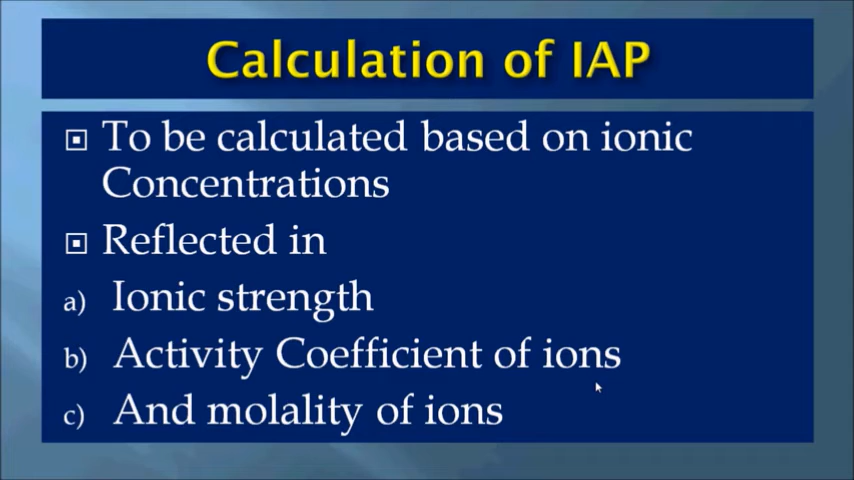 Calculation of IAP
To be calculated based on ionic
Concentrations
Reflected in
a) Ionic strength
b) Activity Coefficient of ions
c) And molality of ions